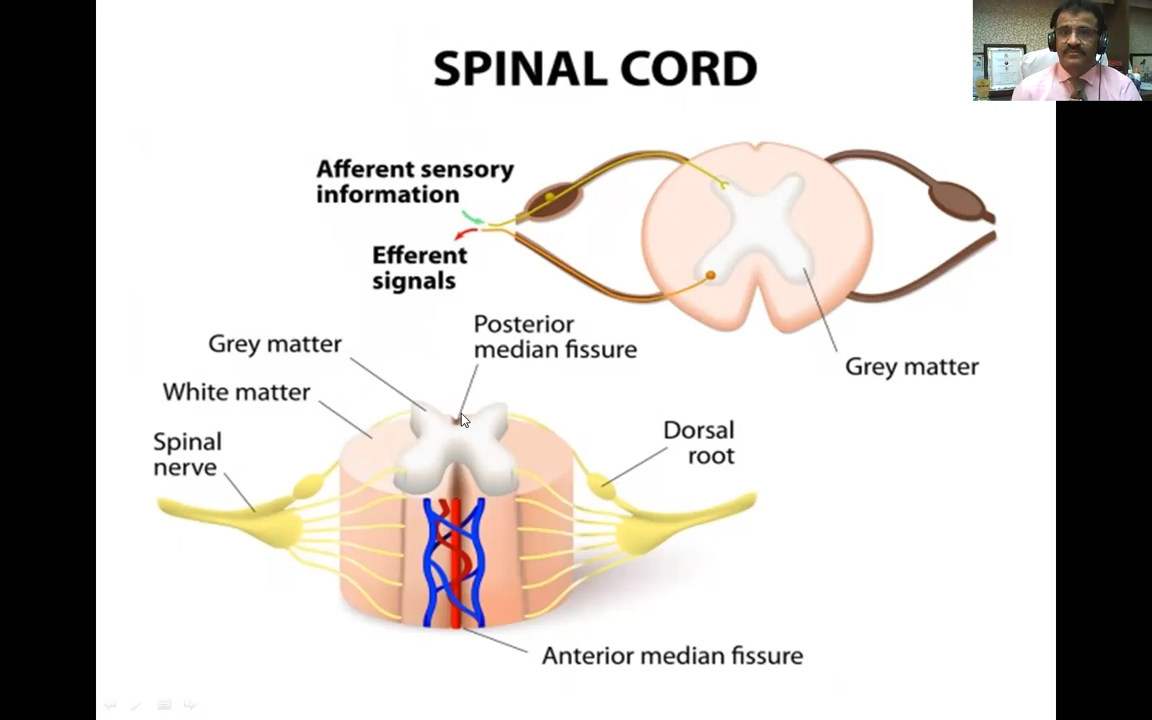 SPINAL CORD
Afferent sensory
information
Efferent
signals
Posterior
median fissure
Grey matter
Grey matter
White matter
Spinal
nerve
Dorsal
root
Anterior median fissure